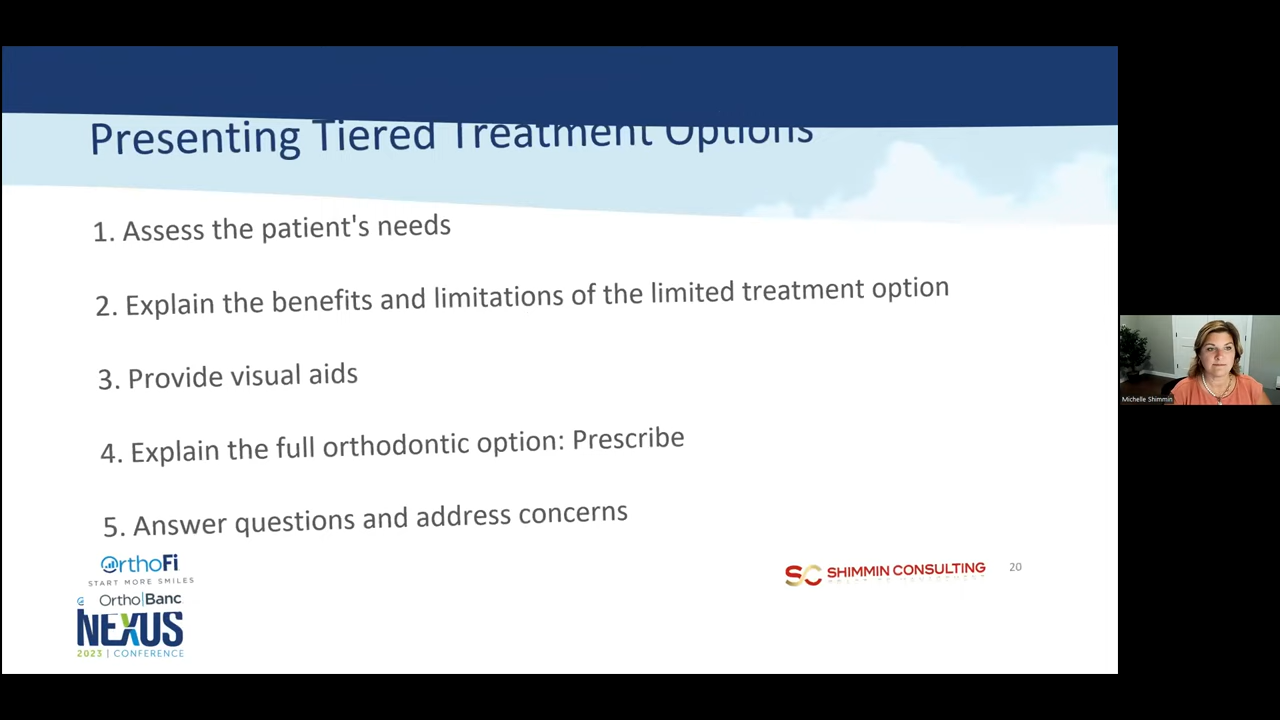 Presenting Tiered Treatment Options
1. Assess the patient's needs
2. Explain the benefits and limitations of the limited treatment option
3. Provide visual aids
4. Explain the full orthodontic option: Prescribe
5. Answer questions and address concerns
OrthoFi
START MORE SMILES
Ortho|Banc
NEXUS
2023 | CONFERENCE
SC SHIMMIN CONSULTING
20
Michelle Shimmin